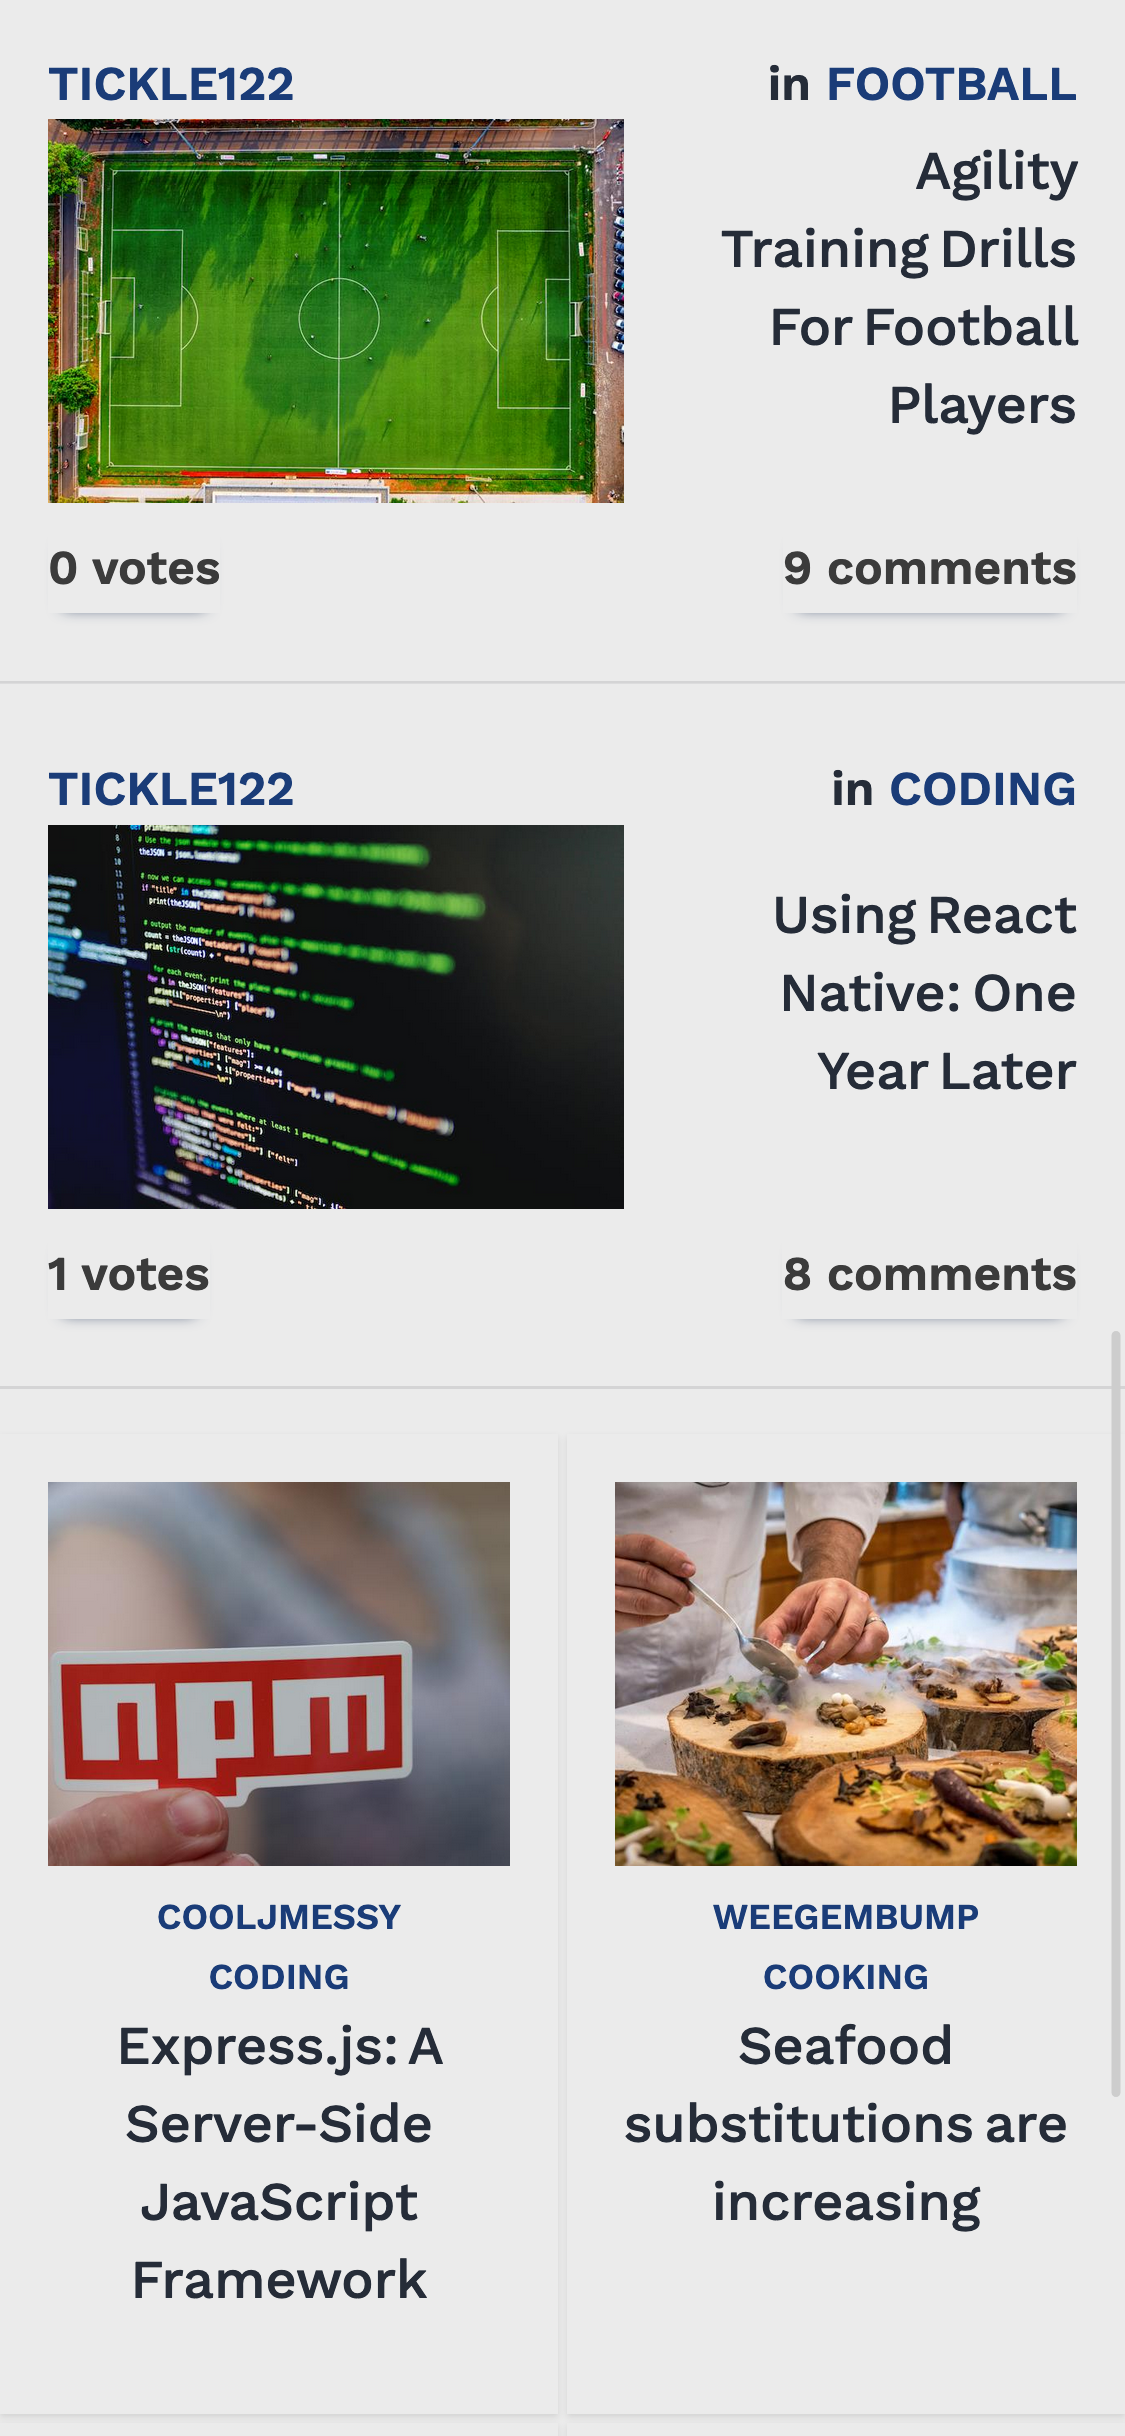 TICKLE122
in FOOTBALL
Agility
Training Drills
For Football
Players
0 votes
9 comments
TICKLE122
in CODING
Using React
Native: One
Year Later
1 votes
8 comments
npm
COOLJMESSY
CODING
Express.js: A
Server-Side
JavaScript
Framework
WEEGEMBUMP
COOKING
Seafood
substitutions are
increasing